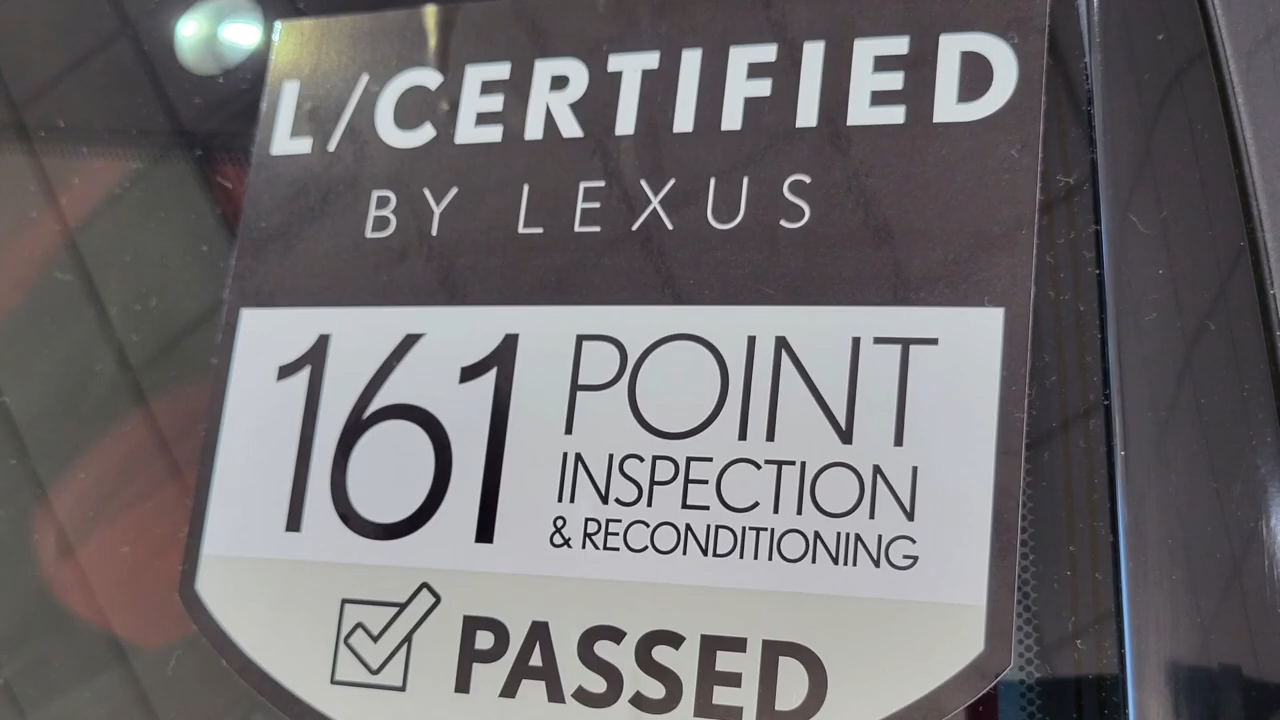 L/CERTIFIED
BY LEXUS
161 POINT
INSPECTION
& RECONDITIONING
PASSED